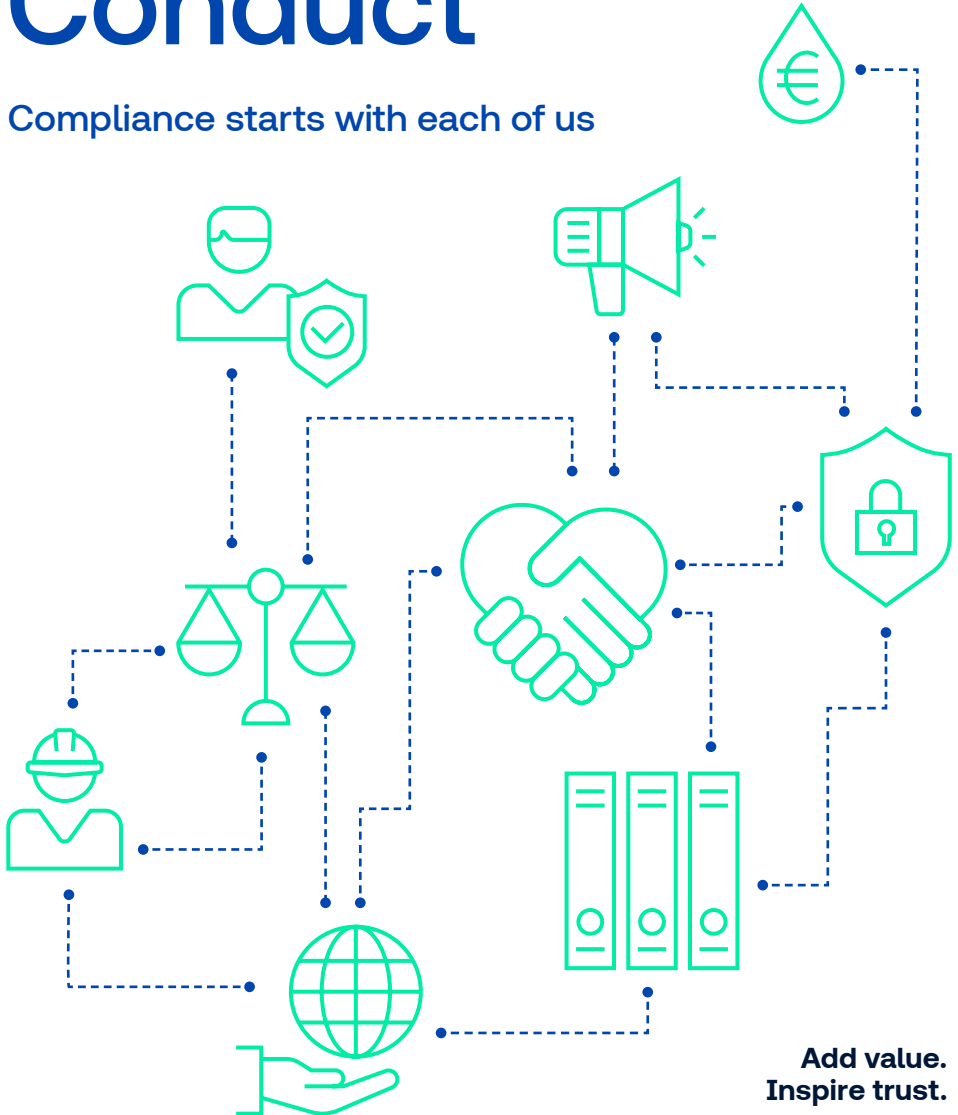 Conduct
Compliance starts with each of us
€
Add value.
Inspire trust.